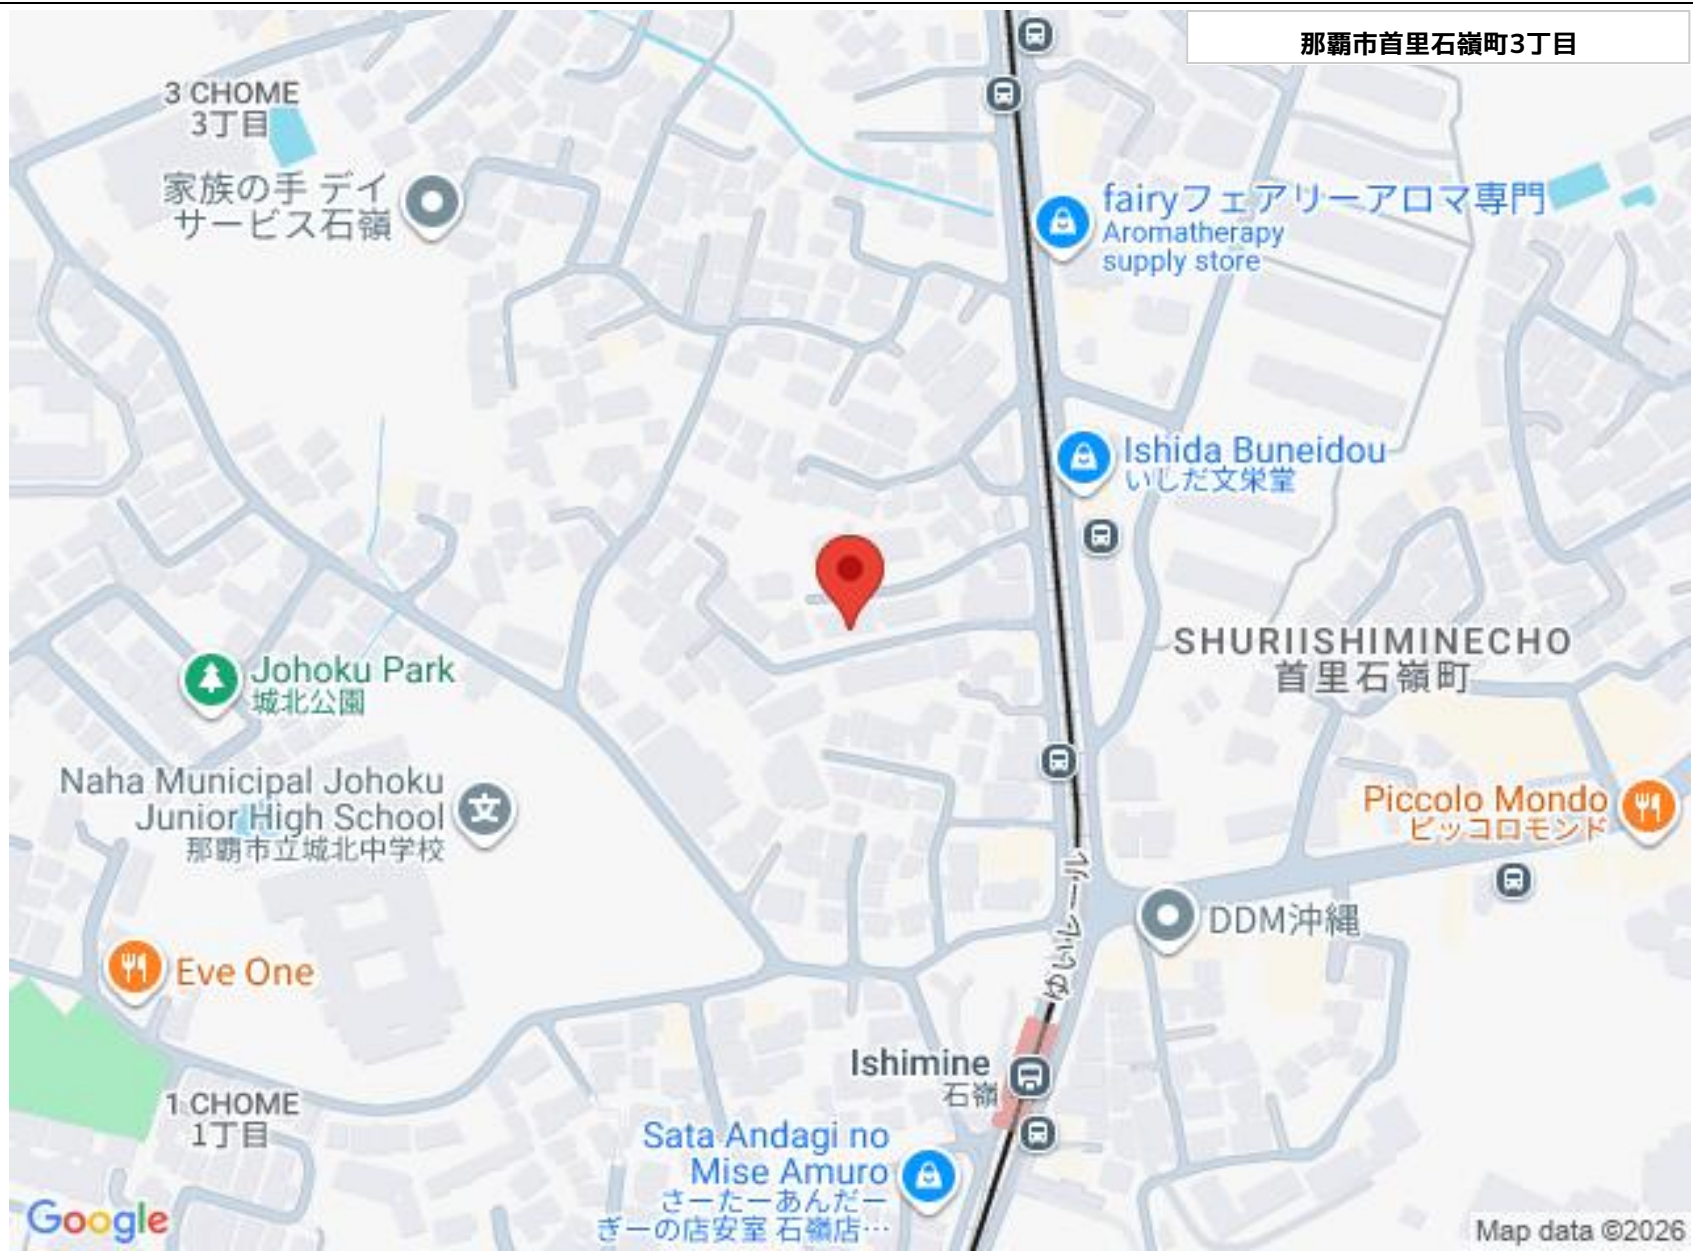 那覇市首里石嶺町3丁目
3 CHOME
3丁目
家族の手 デイ
サービス石嶺
fairyフェアリーアロマ専門
Aromatherapy
supply store
Ishida Buneidou
いしだ文栄堂
SHURIISHIMINECHO
首里石嶺町
Johoku Park
城北公園
Naha Municipal Johoku
Junior High School
那覇市立城北中学校
文
Piccolo Mondo
ピッコロモンド
DDM沖縄
Eve One
ゆいレール
Ishimine
石嶺
1 CHOME
1丁目
Sata Andagi no
Mise Amuro
さーたーあんだー
ぎーの店安室 石嶺店…
Google
Map data ©2026